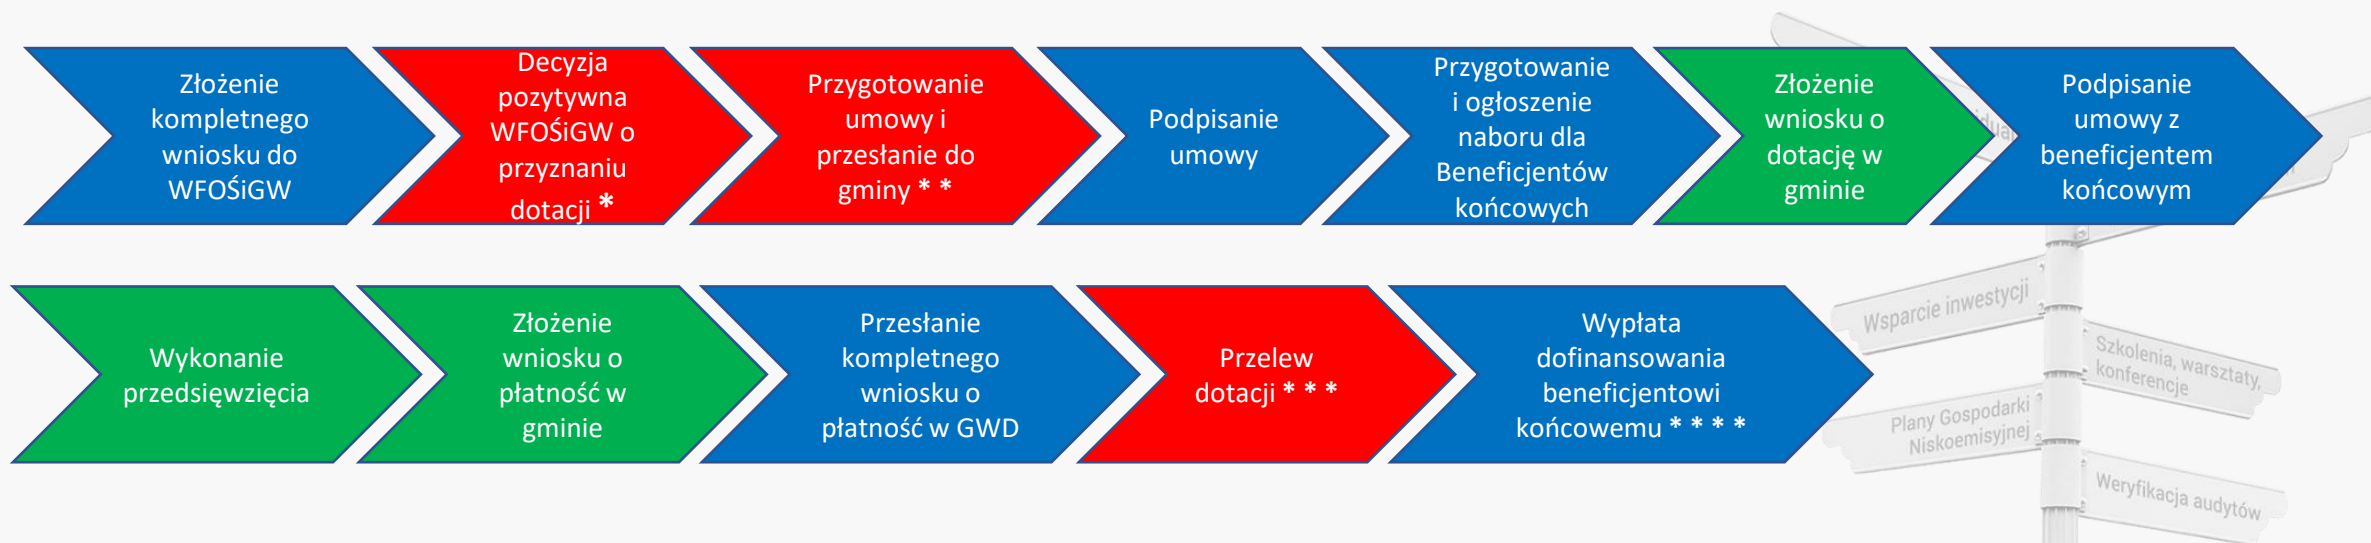 Złożenie
kompletnego
wniosku do
WFOŚiGW
Decyzja
pozytywna
WFOŚiGW o
przyznaniu
dotacji *
Przygotowanie
umowy i
przesłanie do
gminy * *
Podpisanie
umowy
Przygotowanie
i ogłoszenie
naboru dla
Beneficjentów
końcowych
Złożenie
wniosku o
dotację w
gminie
Podpisanie
umowy z
beneficjentem
końcowym
Wykonanie
przedsięwzięcia
Złożenie
wniosku o
płatność w
gminie
Przesłanie
kompletnego
wniosku o
płatność w GWD
Przelew
dotacji * * *
Wypłata
dofinansowania
beneficjentowi
końcowemu * * * *
Wsparcie inwestycji
Szkolenia, warsztaty,
konferencje
Plany Gospodarki
Niskoemisyjnej
Weryfikacja audytów